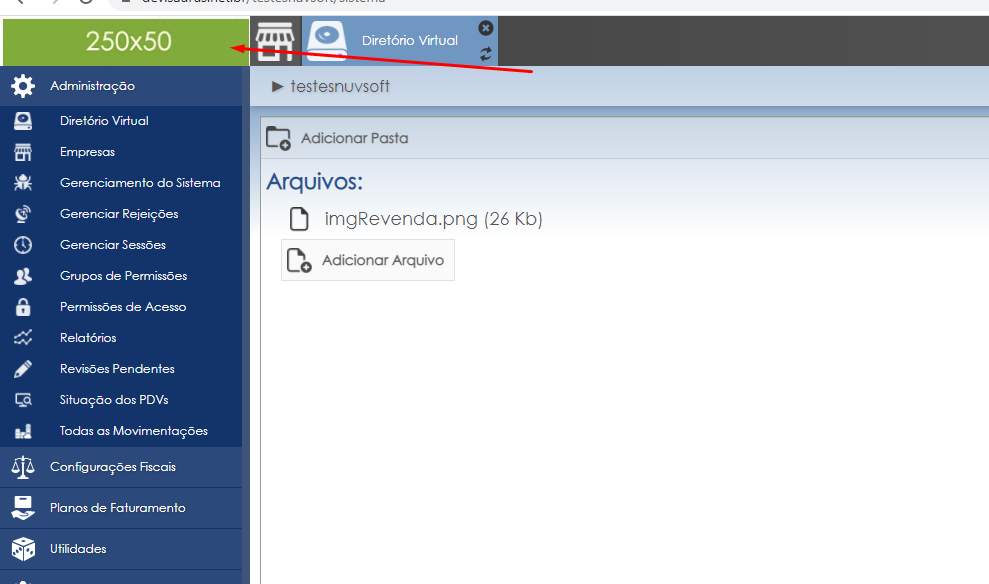 250x50
Diretório Virtual
Administração
testesnuvsoft
Diretório Virtual
Empresas
Gerenciamento do Sistema
Gerenciar Rejeições
Gerenciar Sessões
Grupos de Permissões
Permissões de Acesso
Relatórios
Revisões Pendentes
Situação dos PDVs
Todas as Movimentações
Configurações Fiscais
Planos de Faturamento
Utilidades
Adicionar Pasta
Arquivos:
imgRevenda.png (26 Kb)
Adicionar Arquivo